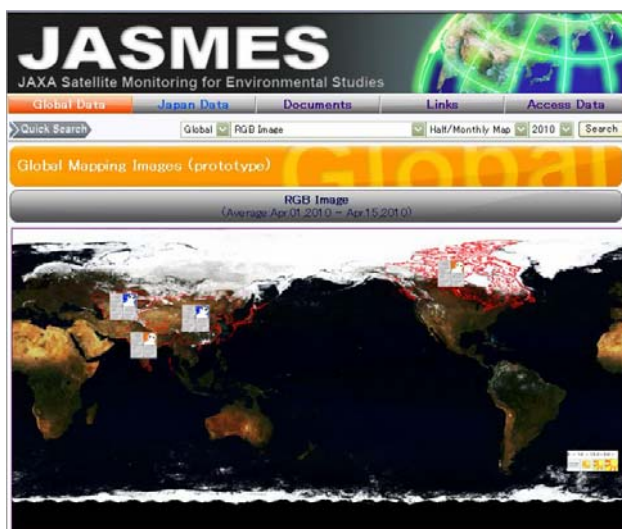 JASMES
JAXA Satellite Monitoring for Environmental Studies
Global Data Japan Data Documents Links Access Data
Quick Search Global RGB Image Half/Monthly Map 2010 Search
Global Mapping Images (prototype) Global
RGB Image
(Average Apr.01,2010 - Apr.15,2010)